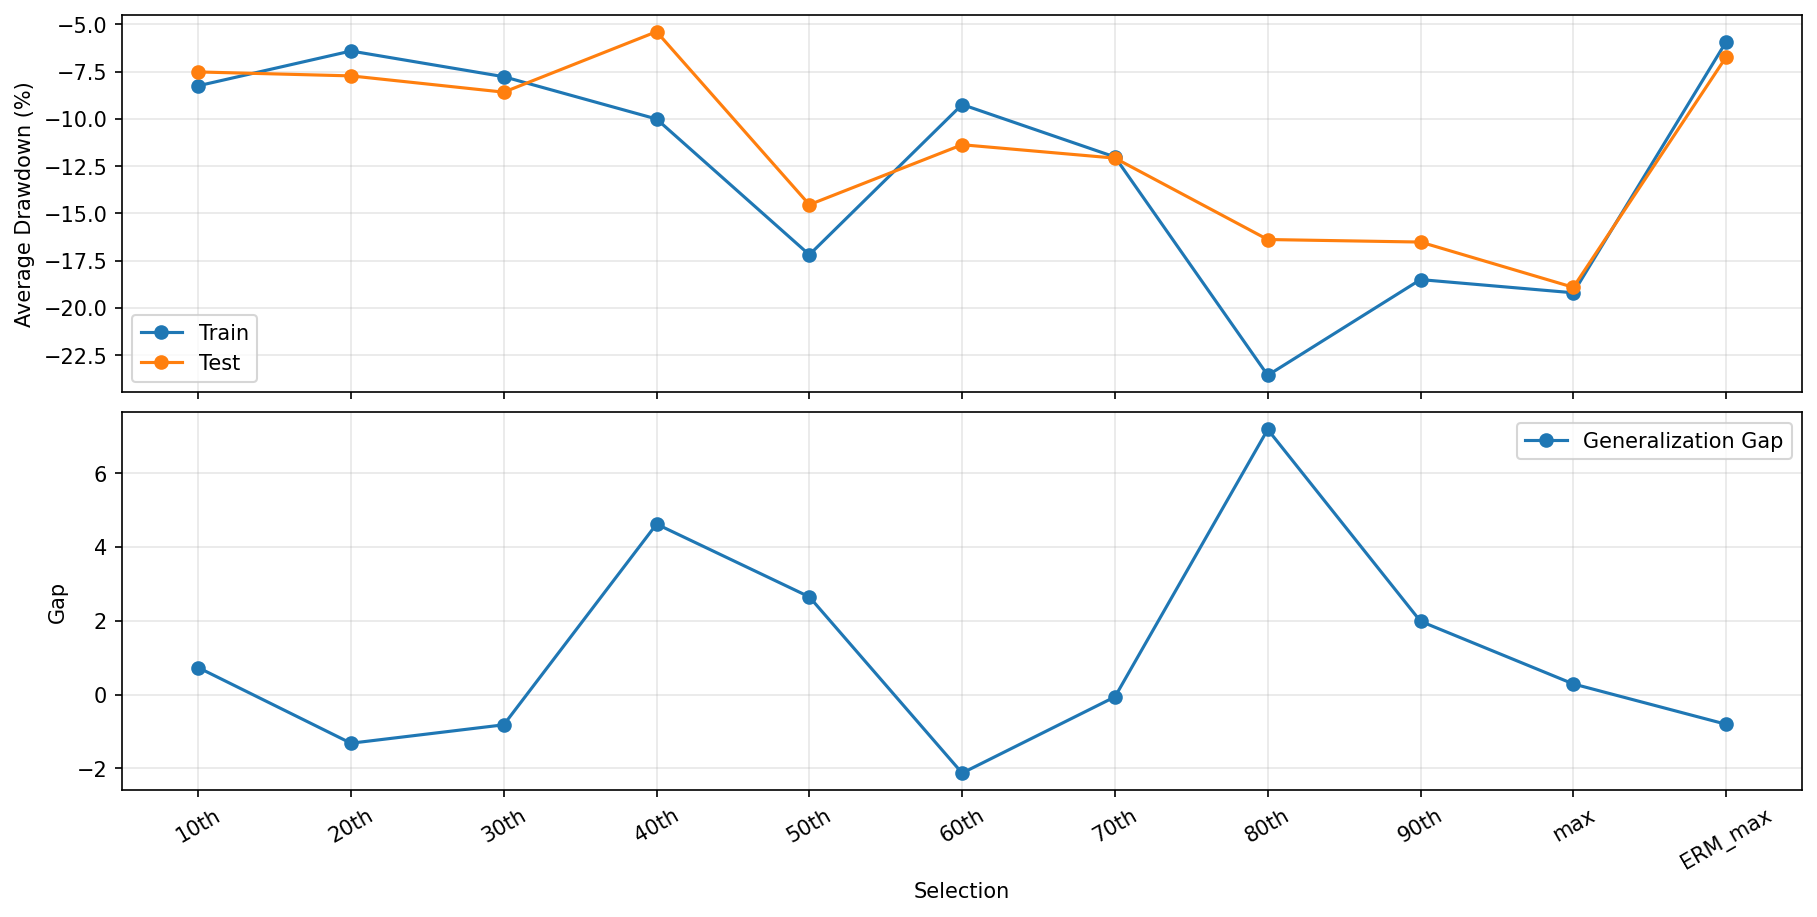 Average Drawdown (%)
−5.0
−7.5
−10.0
−12.5
−15.0
−17.5
−20.0
−22.5
Train
Test
Gap
6
4
2
0
−2
Generalization Gap
10th
20th
30th
40th
50th
60th
70th
80th
90th
max
ERM_max
Selection